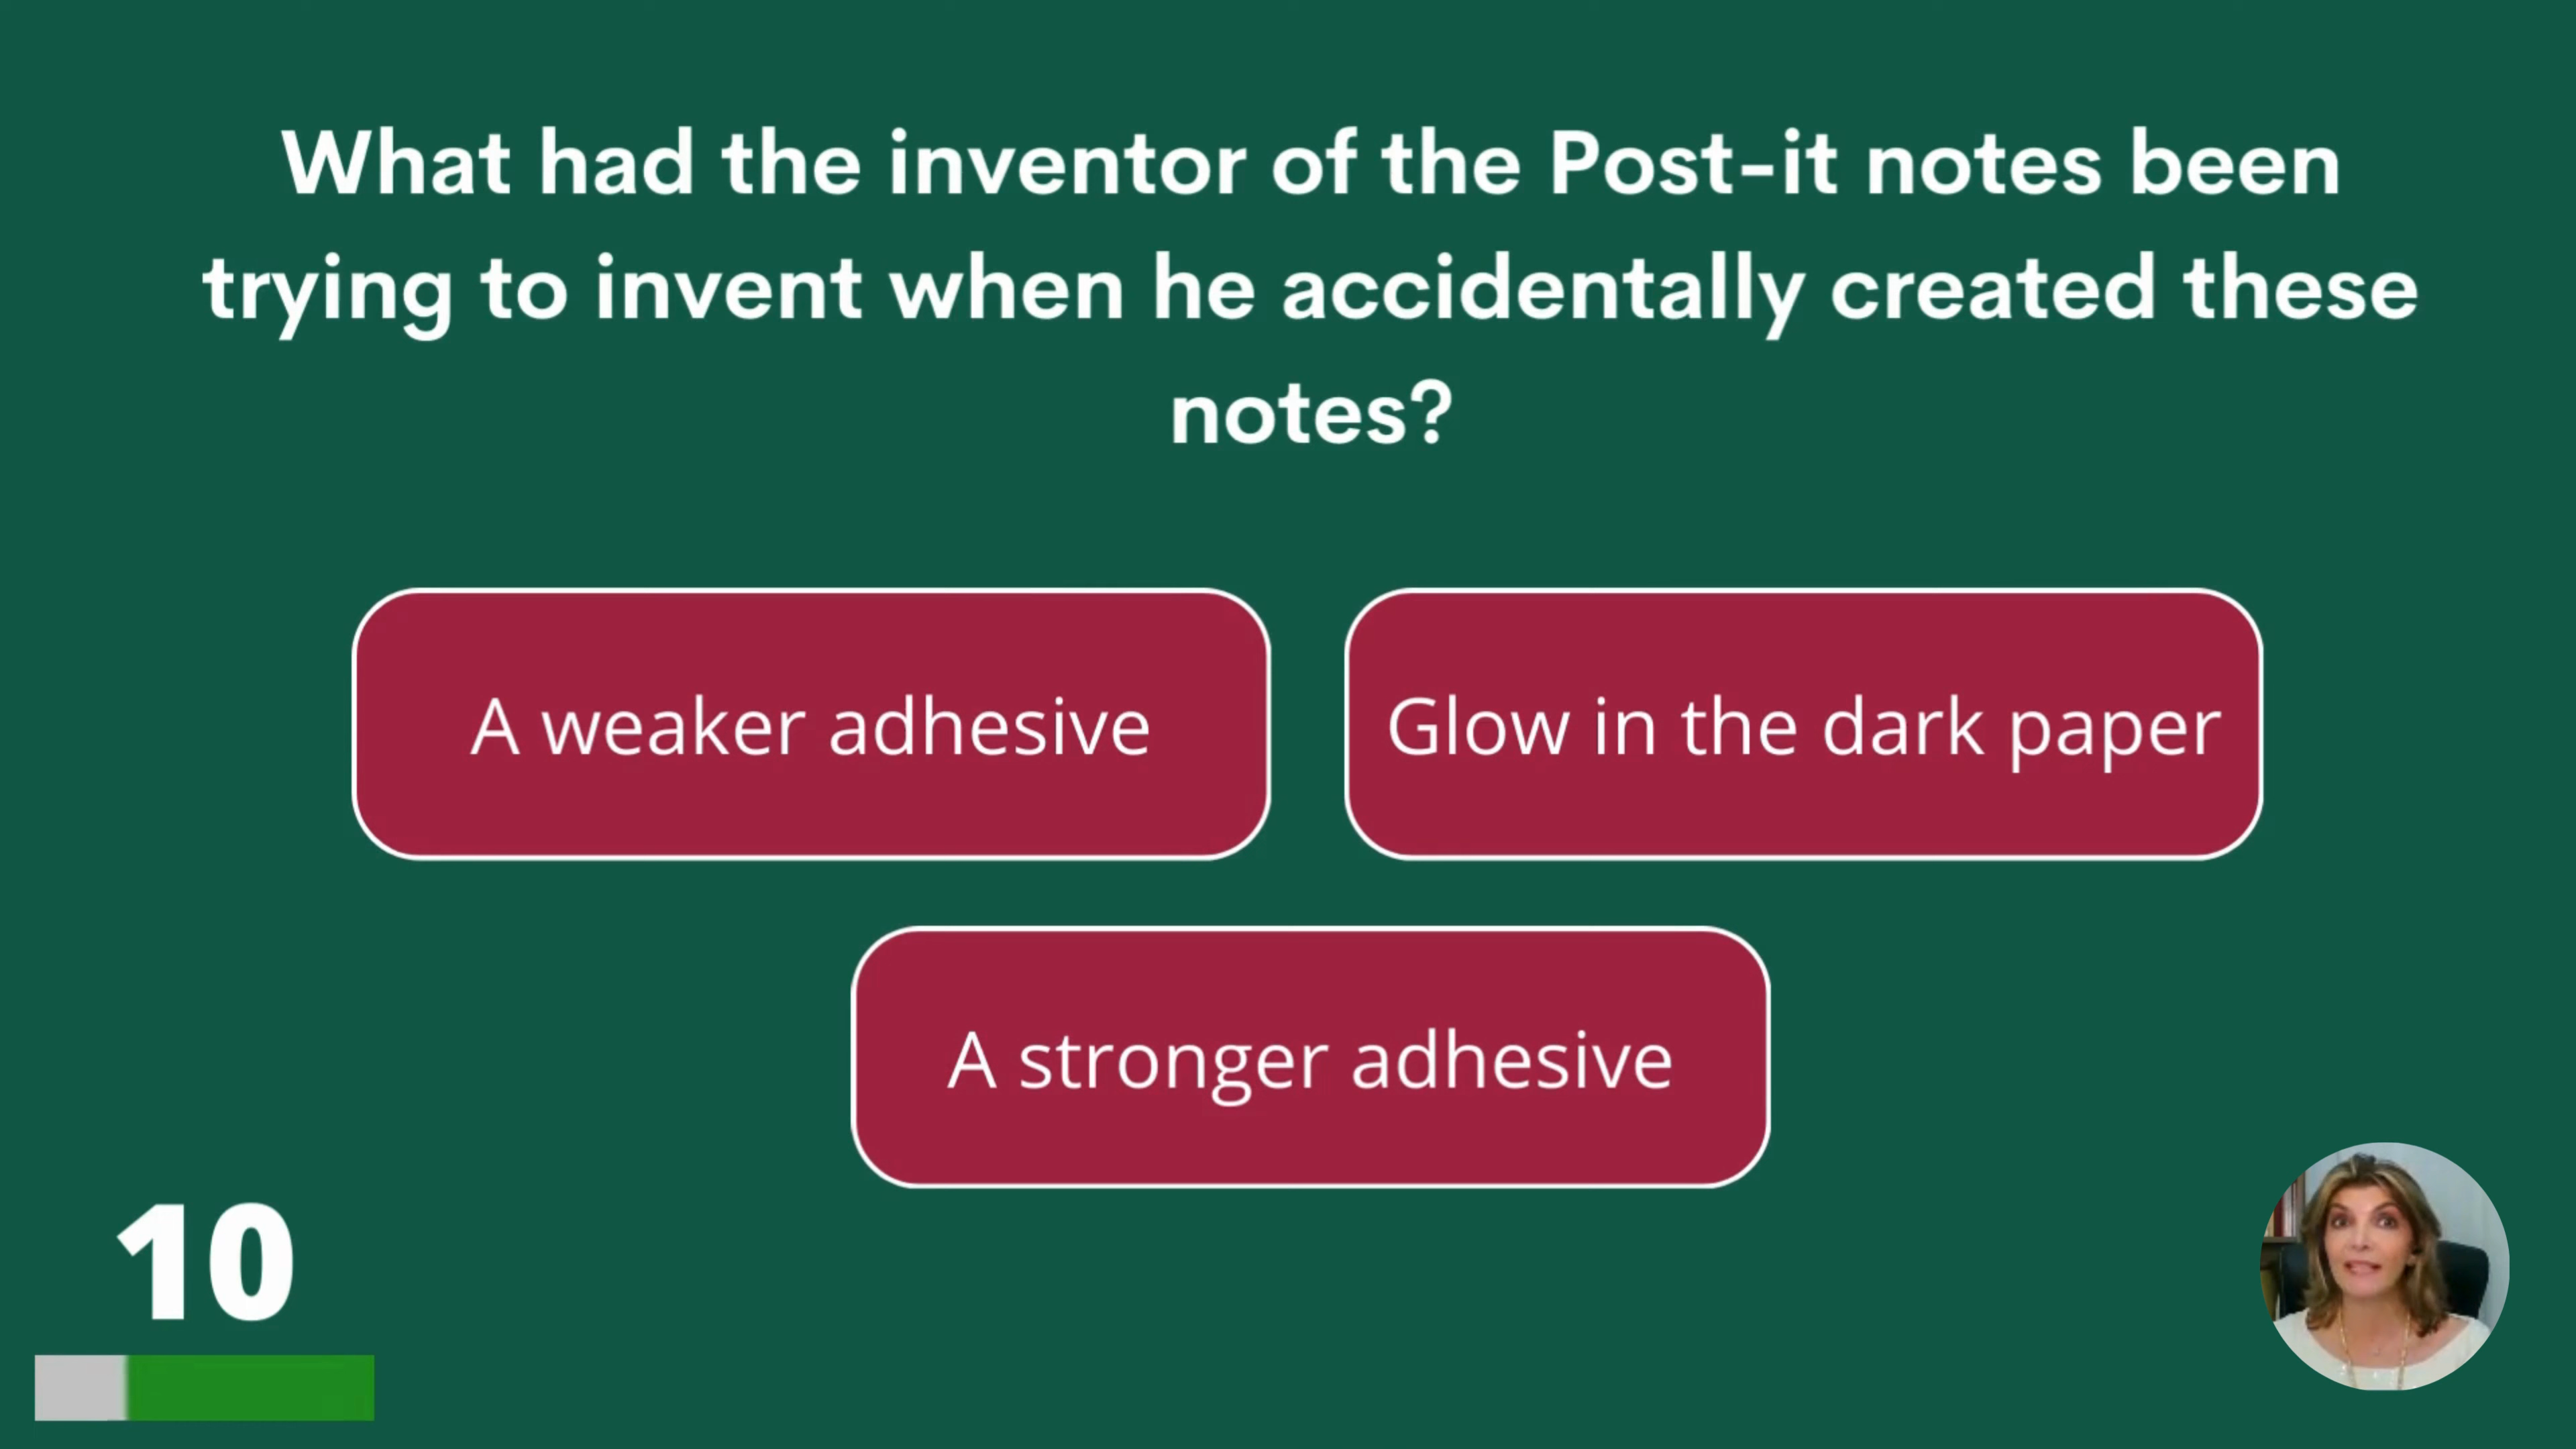 What had the inventor of the Post-it notes been
trying to invent when he accidentally created these
notes?
A weaker adhesive
Glow in the dark paper
A stronger adhesive
10